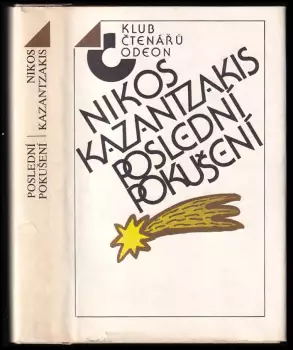 POSLEDNÍ POKUŠENÍ
NIKOS KAZANTZAKIS
KLUB
ČTENÁŘŮ
ODEON
NIKOS
KAZANTZAKIS
POSLEDNÍ
POKUŠENÍ